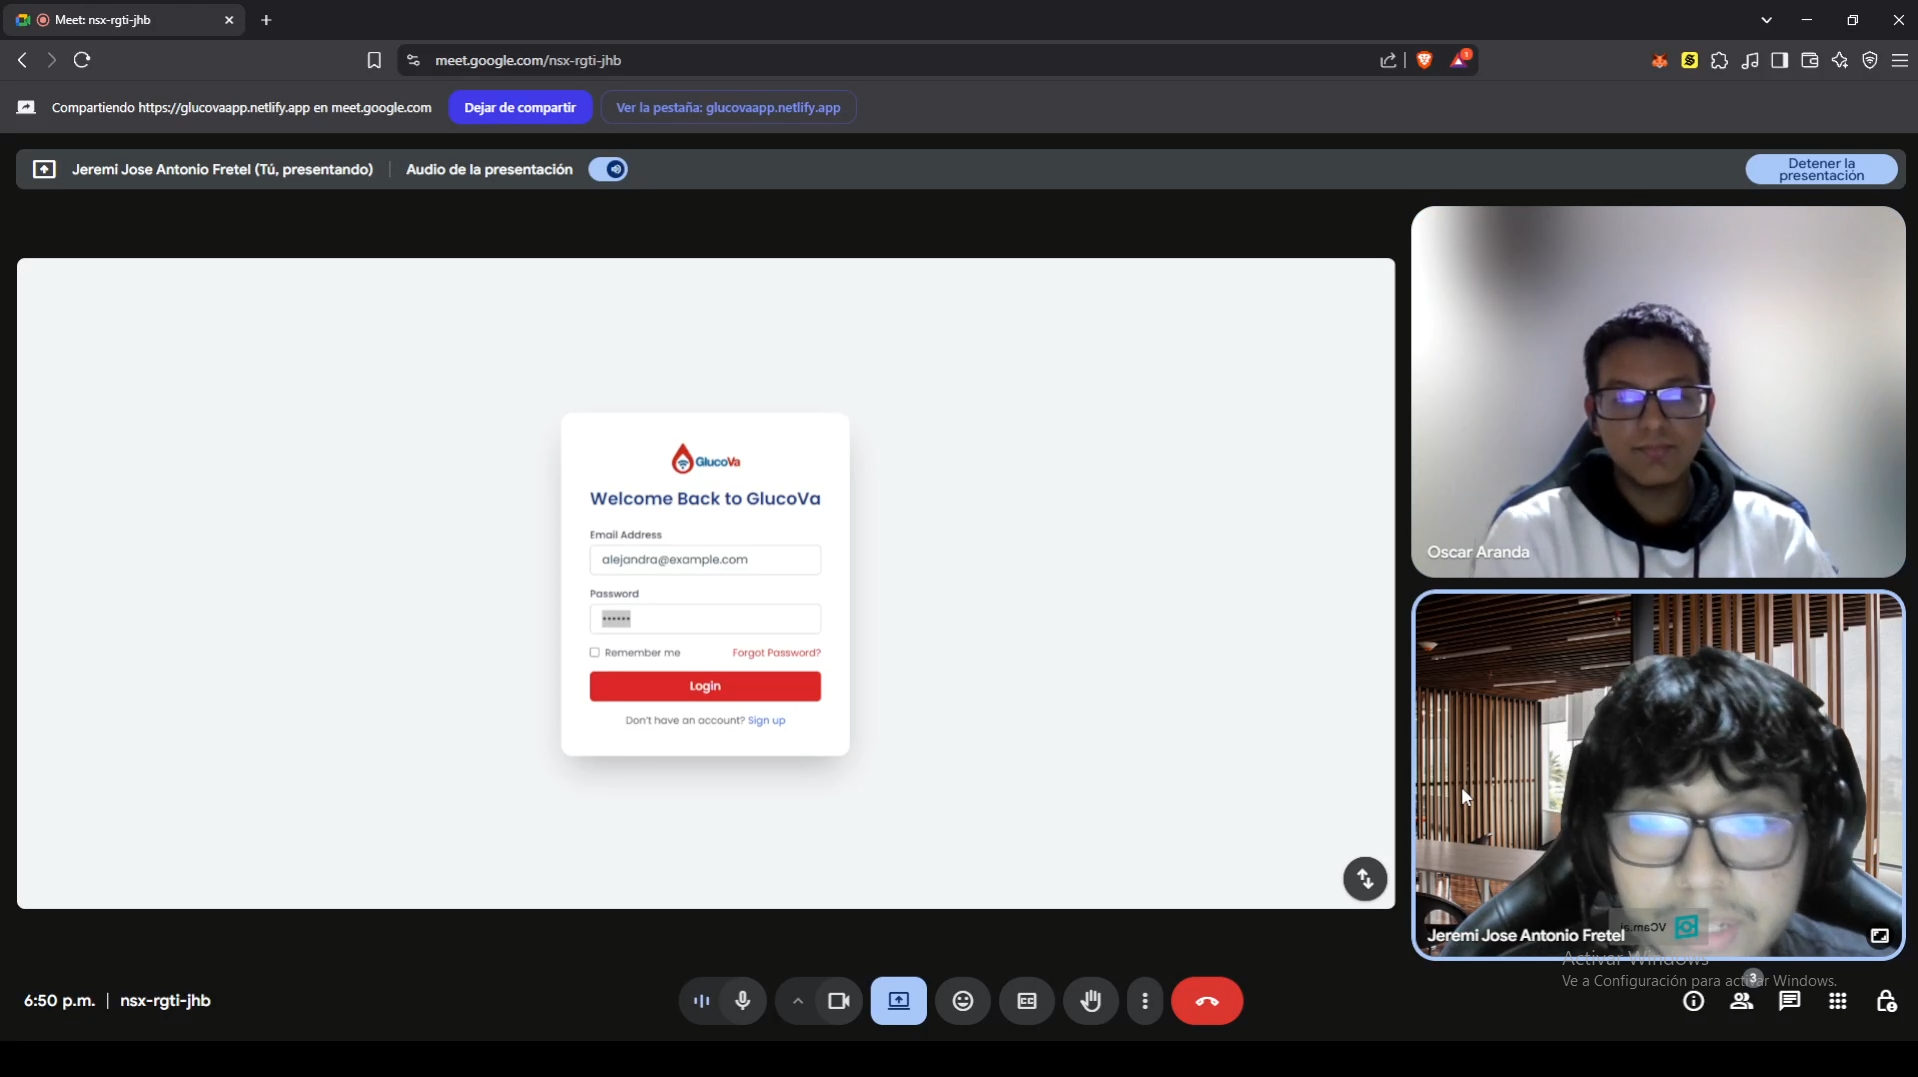 Meet: nsx-rgti-jhb
meet.google.com/nsx-rgti-jhb
1
Compartiendo https://glucovaapp.netlify.app en meet.google.com
Dejar de compartir
Ver la pestaña: glucovaapp.netlify.app
Jeremi Jose Antonio Fretel (Tú, presentando)
Audio de la presentación
Detener la
presentación
GlucoVa
Welcome Back to GlucoVa
Email Address
alejandra@example.com
Password
••••••
Remember me
Forgot Password?
Login
Don't have an account? Sign up
Oscar Aranda
VCam.ai
Jeremi Jose Antonio Fretel
Activar Windows
Ve a Configuración para activar Windows.
6:50 p.m.
nsx-rgti-jhb
CC
3